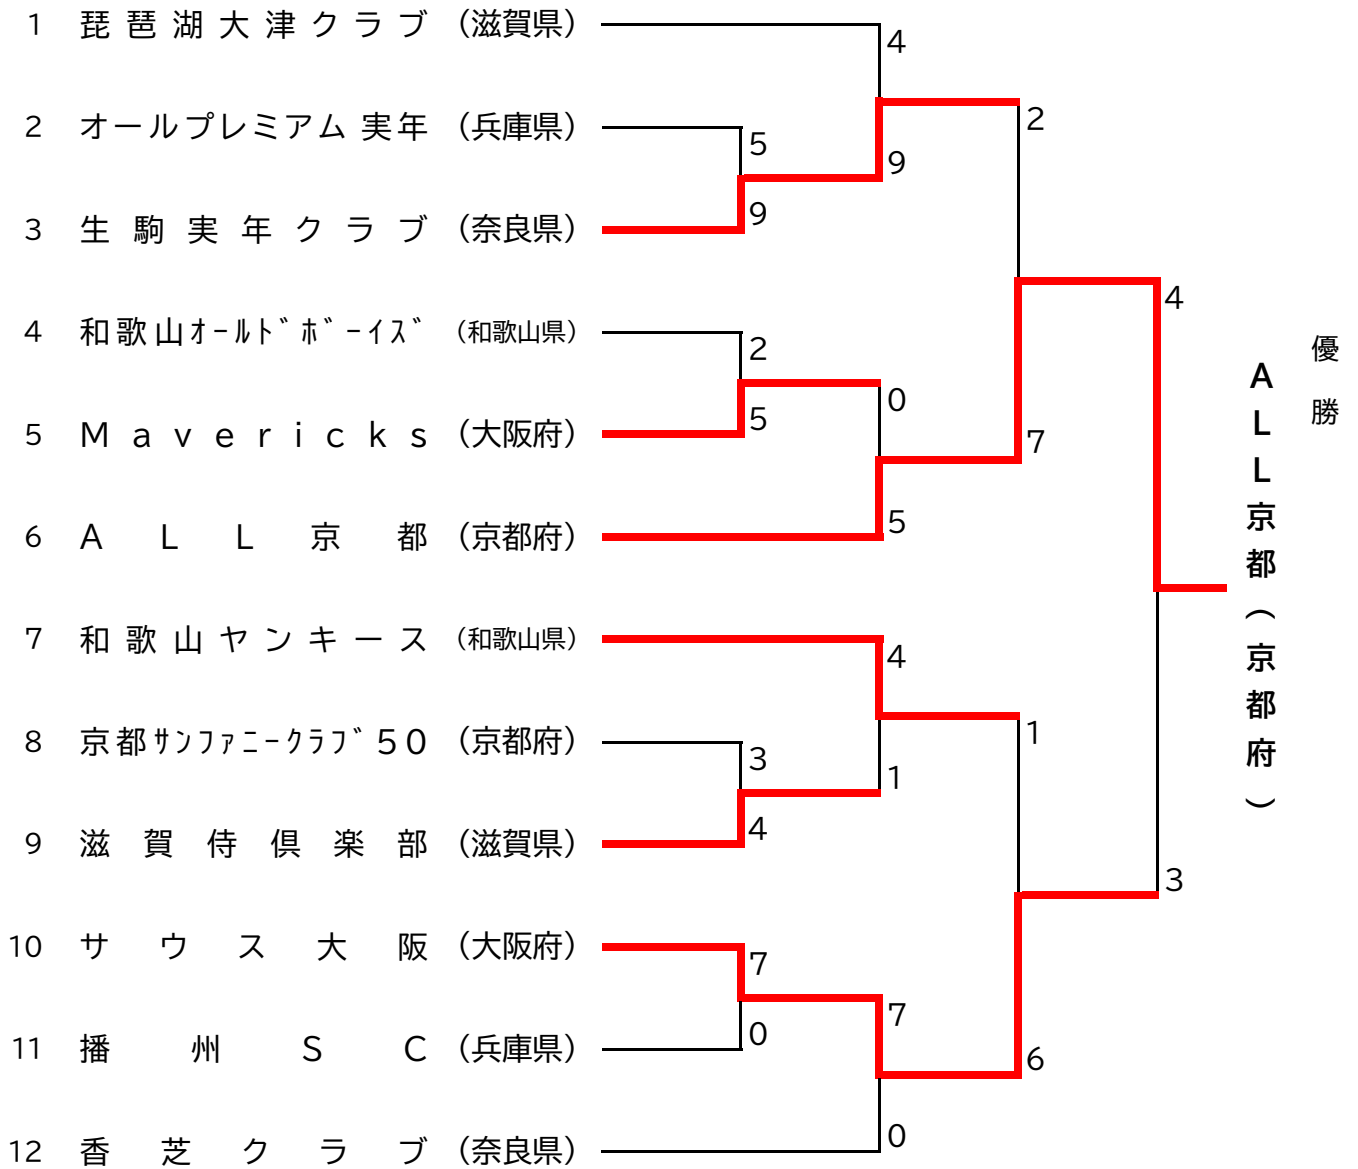 1 琵琶湖大津クラブ (滋賀県)
4
2 オールプレミアム実年 (兵庫県)
2
5
9
9
3 生駒実年クラブ (奈良県)
4
4 和歌山ｵｰﾙﾄﾞﾎﾞｰｲｽﾞ (和歌山県)
2
0
5
5 Mavericks (大阪府)
7
5
6 ALL京都 (京都府)
優勝
ALL京都(京都府)
7 和歌山ヤンキース (和歌山県)
4
8 京都ｻﾝﾌｧﾆｰｸﾗﾌﾞ50 (京都府)
1
3
1
4
9 滋賀侍倶楽部 (滋賀県)
3
10 サウス大阪 (大阪府)
7
7
0
11 播州SC (兵庫県)
6
0
12 香芝クラブ (奈良県)